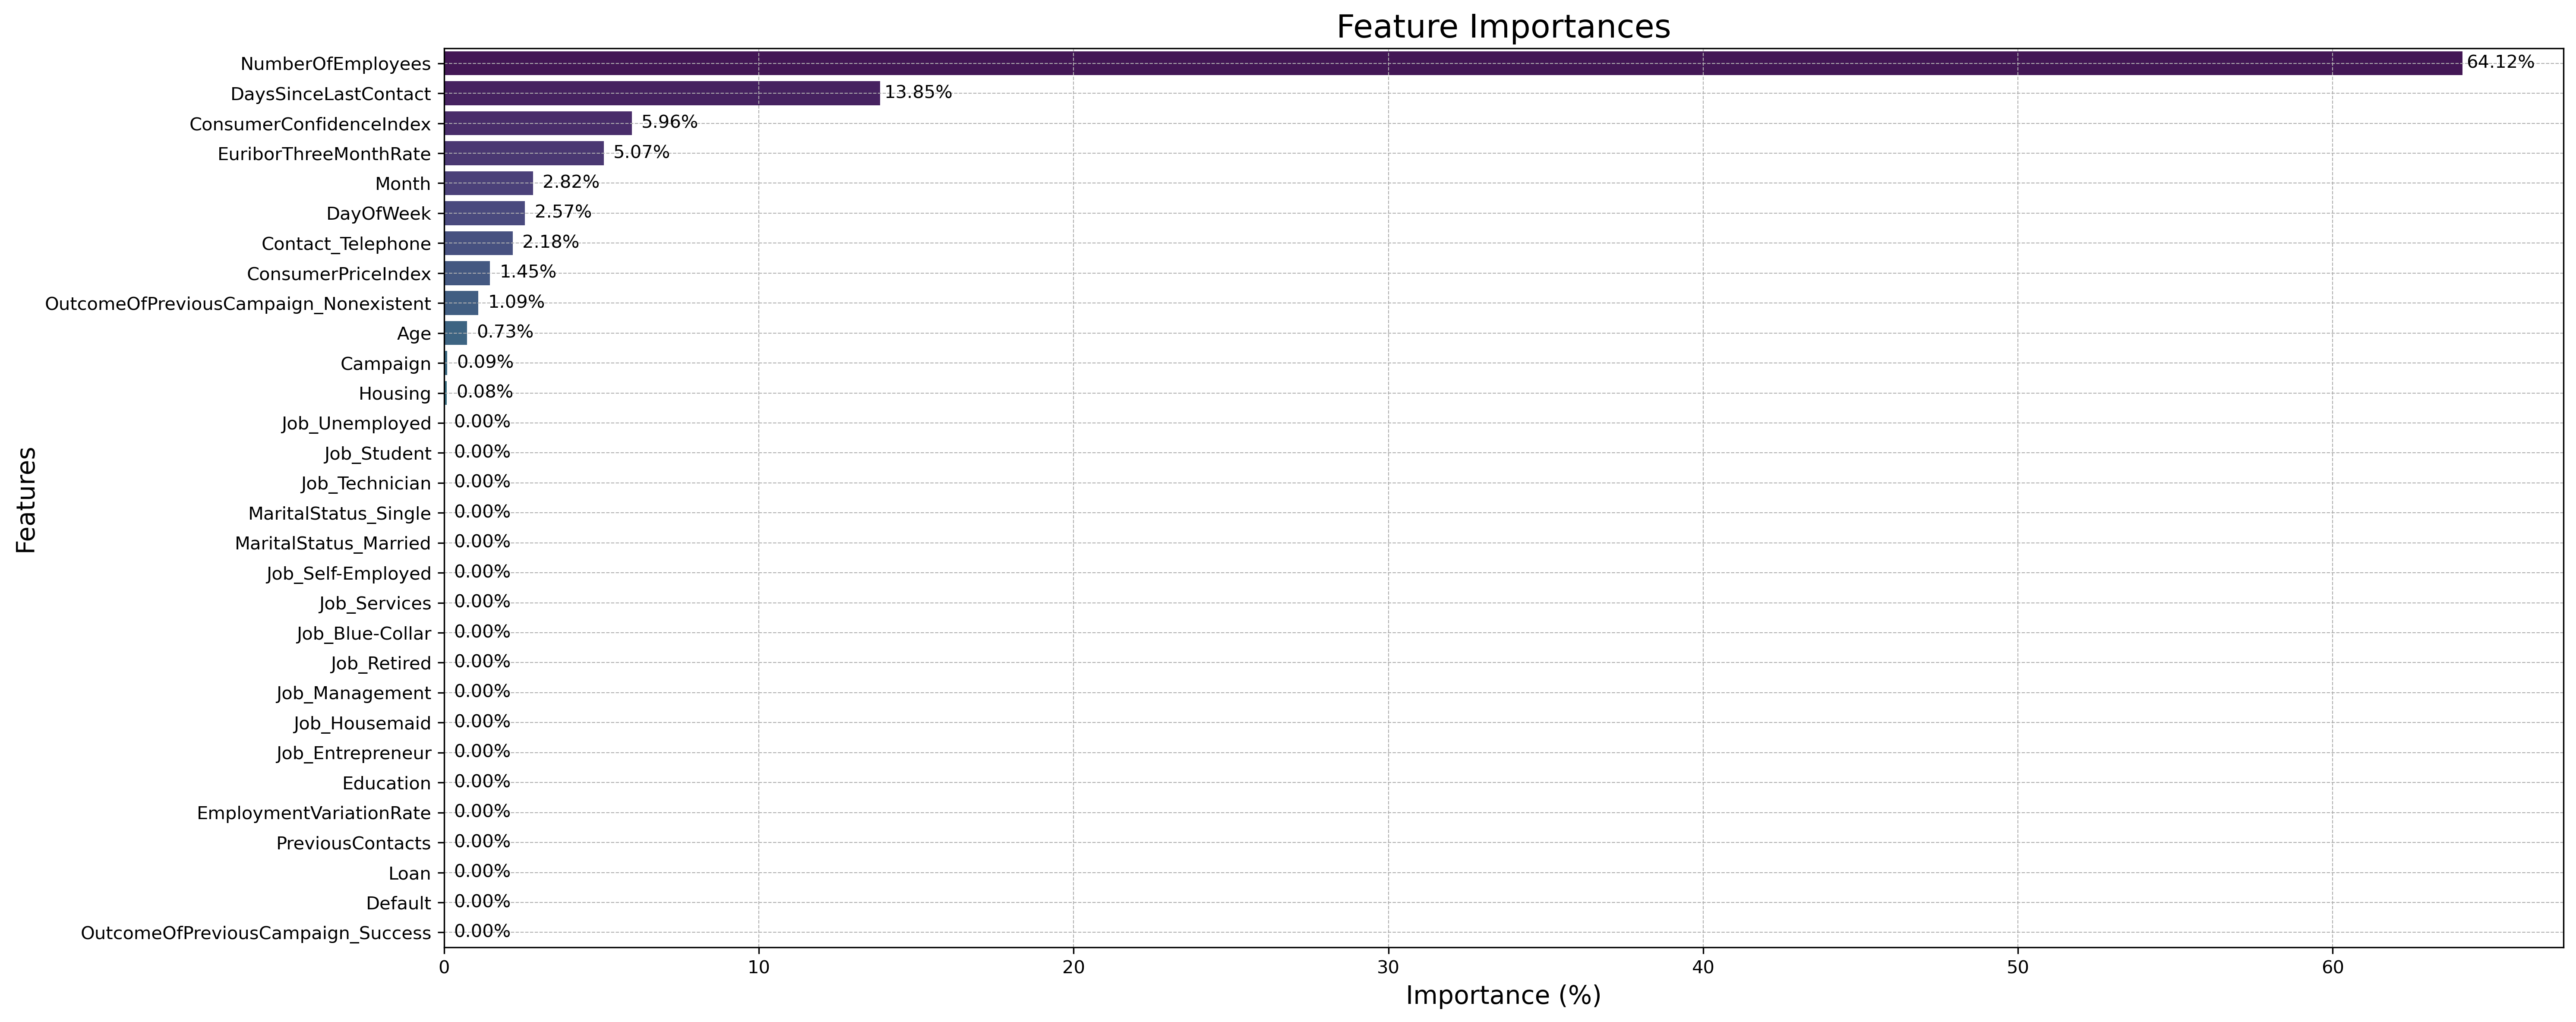 Feature Importances
NumberOfEmployees 64.12%
DaysSinceLastContact 13.85%
ConsumerConfidenceIndex 5.96%
EuriborThreeMonthRate 5.07%
Month 2.82%
DayOfWeek 2.57%
Contact_Telephone 2.18%
ConsumerPriceIndex 1.45%
OutcomeOfPreviousCampaign_Nonexistent 1.09%
Age 0.73%
Campaign 0.09%
Housing 0.08%
Job_Unemployed 0.00%
Job_Student 0.00%
Job_Technician 0.00%
MaritalStatus_Single 0.00%
MaritalStatus_Married 0.00%
Job_Self-Employed 0.00%
Job_Services 0.00%
Job_Blue-Collar 0.00%
Job_Retired 0.00%
Job_Management 0.00%
Job_Housemaid 0.00%
Job_Entrepreneur 0.00%
Education 0.00%
EmploymentVariationRate 0.00%
PreviousContacts 0.00%
Loan 0.00%
Default 0.00%
OutcomeOfPreviousCampaign_Success 0.00%
Features
0 10 20 30 40 50 60
Importance (%)